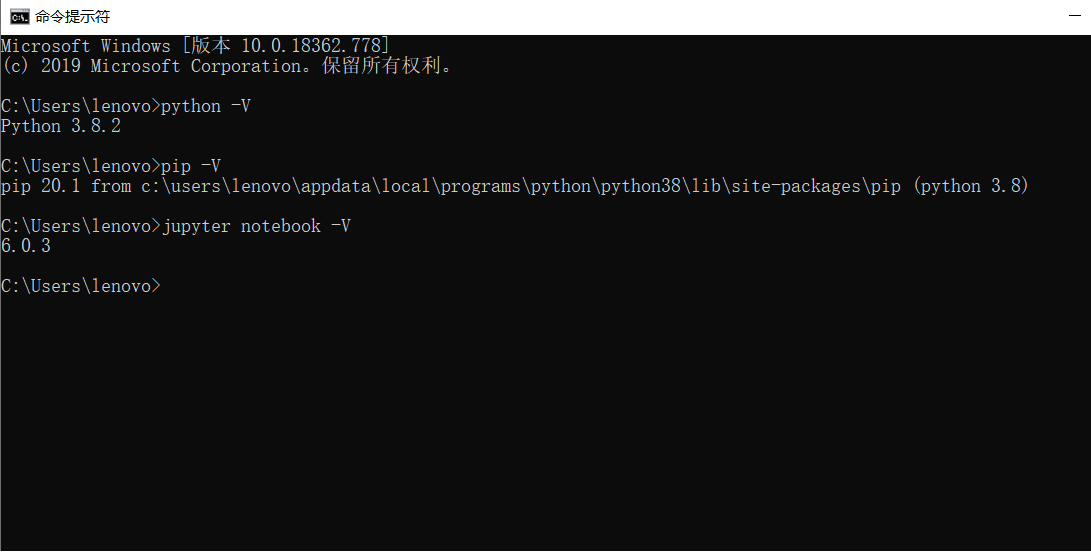 命令提示符
Microsoft Windows [版本 10.0.18362.778]
(c) 2019 Microsoft Corporation。保留所有权利。
C:\Users\lenovo>python -V
Python 3.8.2
C:\Users\lenovo>pip -V
pip 20.1 from c:\users\lenovo\appdata\local\programs\python\python38\lib\site-packages\pip (python 3.8)
C:\Users\lenovo>jupyter notebook -V
6.0.3
C:\Users\lenovo>